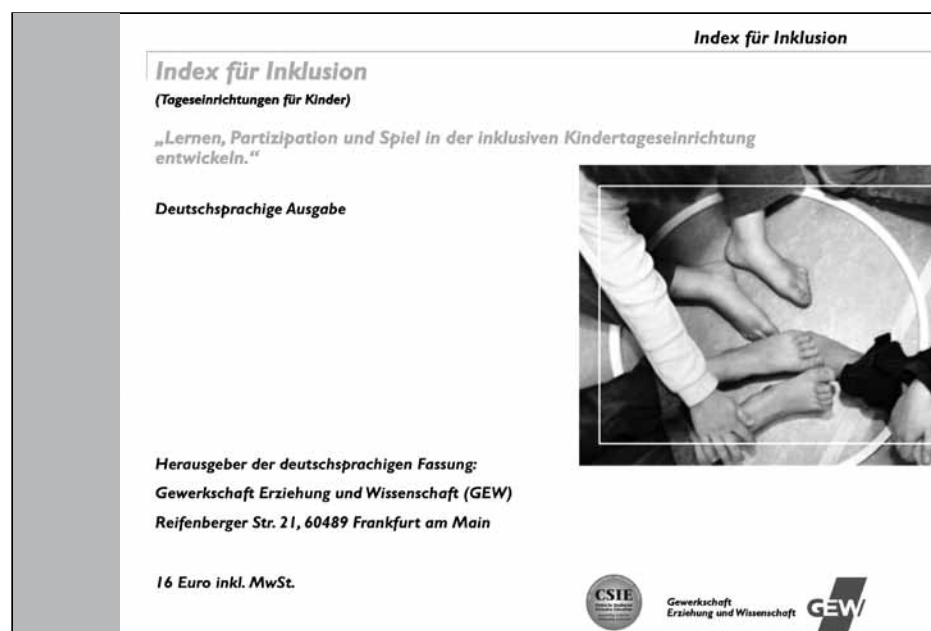 Index für Inklusion
Index für Inklusion
(Tageseinrichtungen für Kinder)
„Lernen, Partizipation und Spiel in der inklusiven Kindertageseinrichtung
entwickeln.“
Deutschsprachige Ausgabe
Herausgeber der deutschsprachigen Fassung:
Gewerkschaft Erziehung und Wissenschaft (GEW)
Reifenberger Str. 21, 60489 Frankfurt am Main
16 Euro inkl. MwSt.
CSIE
Gewerkschaft
Erziehung und Wissenschaft
GEW